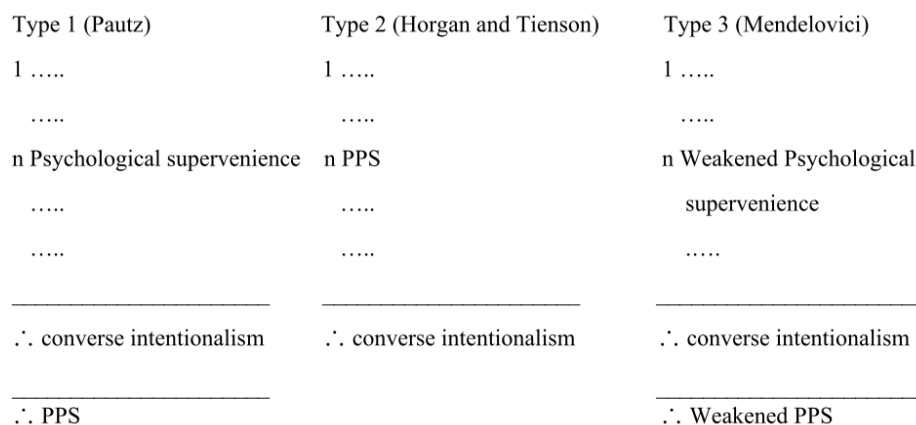 Type 1 (Pautz)
1 …..
…..
n Psychological supervenience
…..
…..
∴ converse intentionalism
∴ PPS
Type 2 (Horgan and Tienson)
1 …..
…..
n PPS
…..
…..
∴ converse intentionalism
Type 3 (Mendelovici)
1 …..
…..
n Weakened Psychological
supervenience
…..
∴ converse intentionalism
∴ Weakened PPS